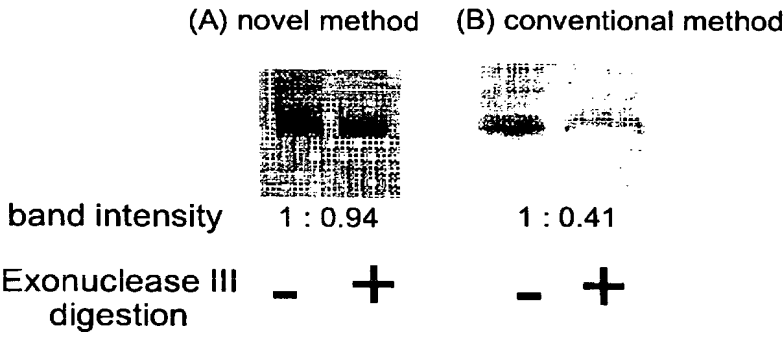 (A) novel method (B) conventional method
band intensity 1 : 0.94 1 : 0.41
Exonuclease III
digestion - + - +